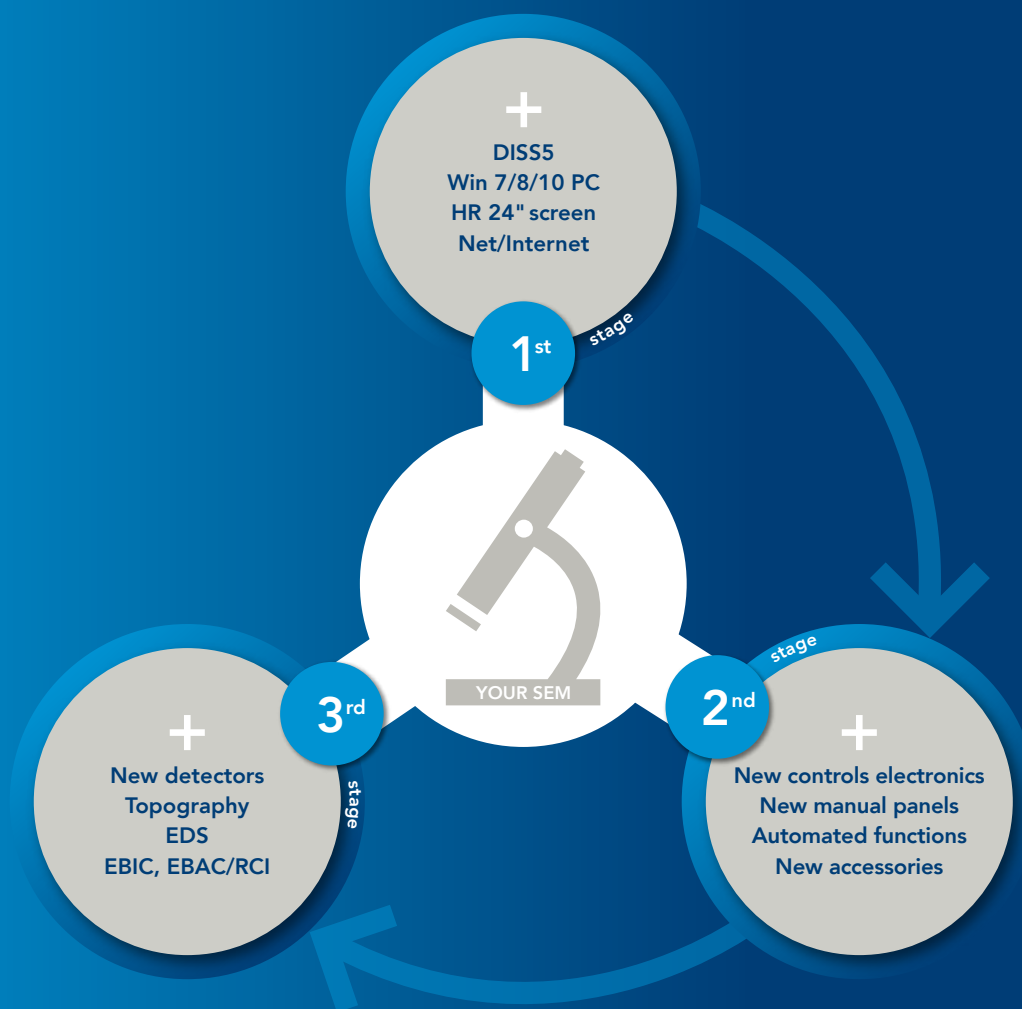 +
DISS5
Win 7/8/10 PC
HR 24" screen
Net/Internet
1st
stage
YOUR SEM
2nd
stage
+
New controls electronics
New manual panels
Automated functions
New accessories
3rd
stage
+
New detectors
Topography
EDS
EBIC, EBAC/RCI